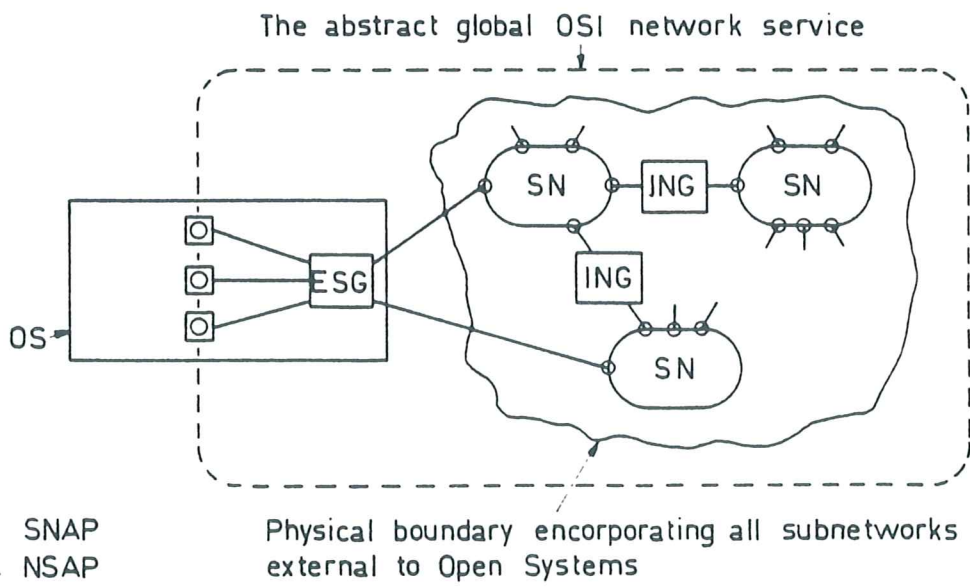 The abstract global OSI network service
SN
ING
SN
ING
ESG
OS
SN
SNAP
NSAP
Physical boundary encorporating all subnetworks
external to Open Systems